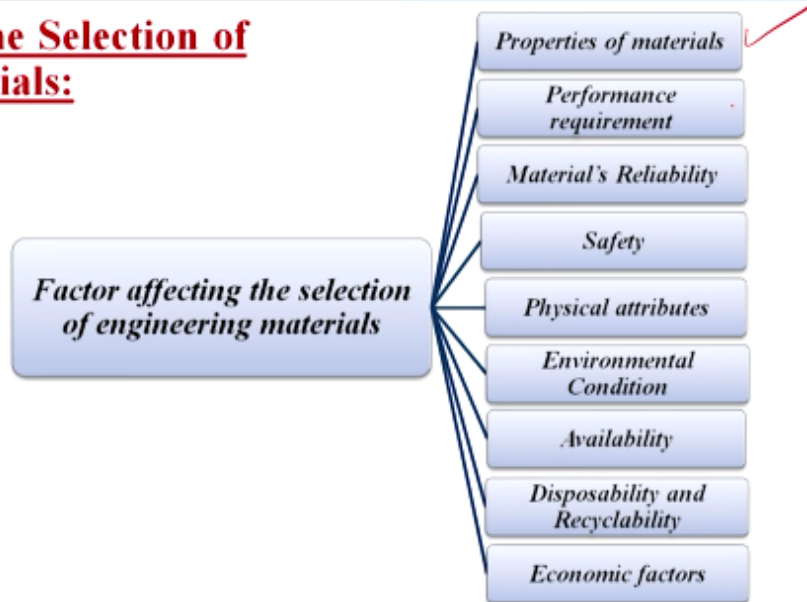 ne Selection of
ials:
Properties of materials
Performance
requirement
Material's Reliability
Safety
Factor affecting the selection
of engineering materials
Physical attributes
Environmental
Condition
Availability
Disposability and
Recyclability
Economic factors